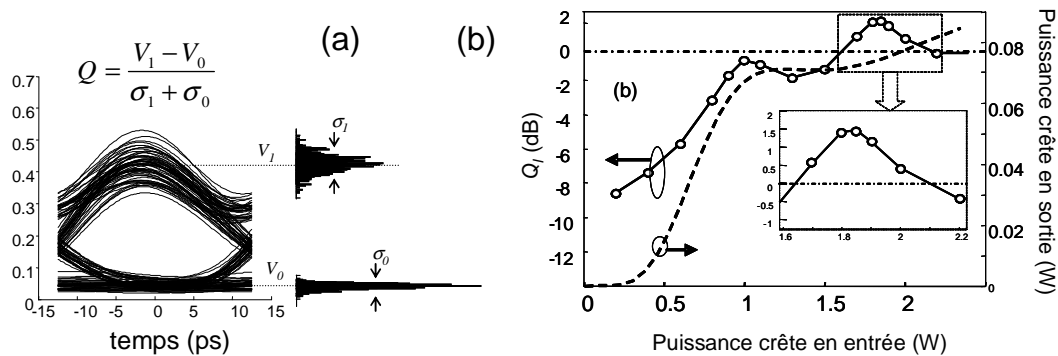 (a)
Q = (V₁ − V₀) / (σ₁ + σ₀)
0.7
0.6
0.5
0.4
0.3
0.2
0.1
0
-15 -10 -5 0 5 10 15
temps (ps)
V₁
σ₁
V₀
σ₀
(b)
2
0
-2
-4
-6
-8
-10
-12
Q_I (dB)
(b)
0 0.5 1 1.5 2
Puissance crête en entrée (W)
0.08
0.06
0.04
0.02
0
Puissance crête en sortie (W)
1.5
1
0.5
0
-0.5
-1
1.6 1.8 2 2.2